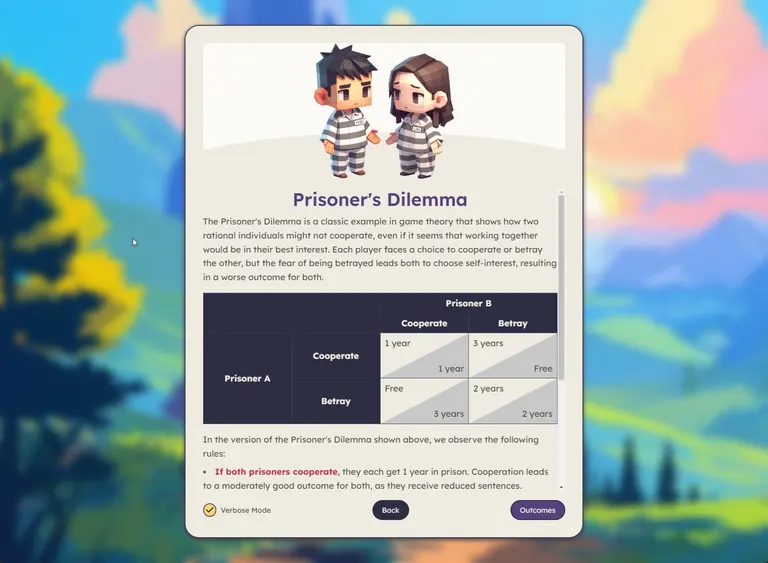 Prisoner's Dilemma
The Prisoner's Dilemma is a classic example in game theory that shows how two
rational individuals might not cooperate, even if it seems that working together
would be in their best interest. Each player faces a choice to cooperate or betray
the other, but the fear of being betrayed leads both to choose self-interest, resulting
in a worse outcome for both.
Prisoner B
Cooperate Betray
Prisoner A
Cooperate
1 year
1 year
3 years
Free
Betray
Free
3 years
2 years
2 years
In the version of the Prisoner's Dilemma shown above, we observe the following
rules:
• If both prisoners cooperate, they each get 1 year in prison. Cooperation leads
to a moderately good outcome for both, as they receive reduced sentences.
Verbose Mode
Back
Outcomes